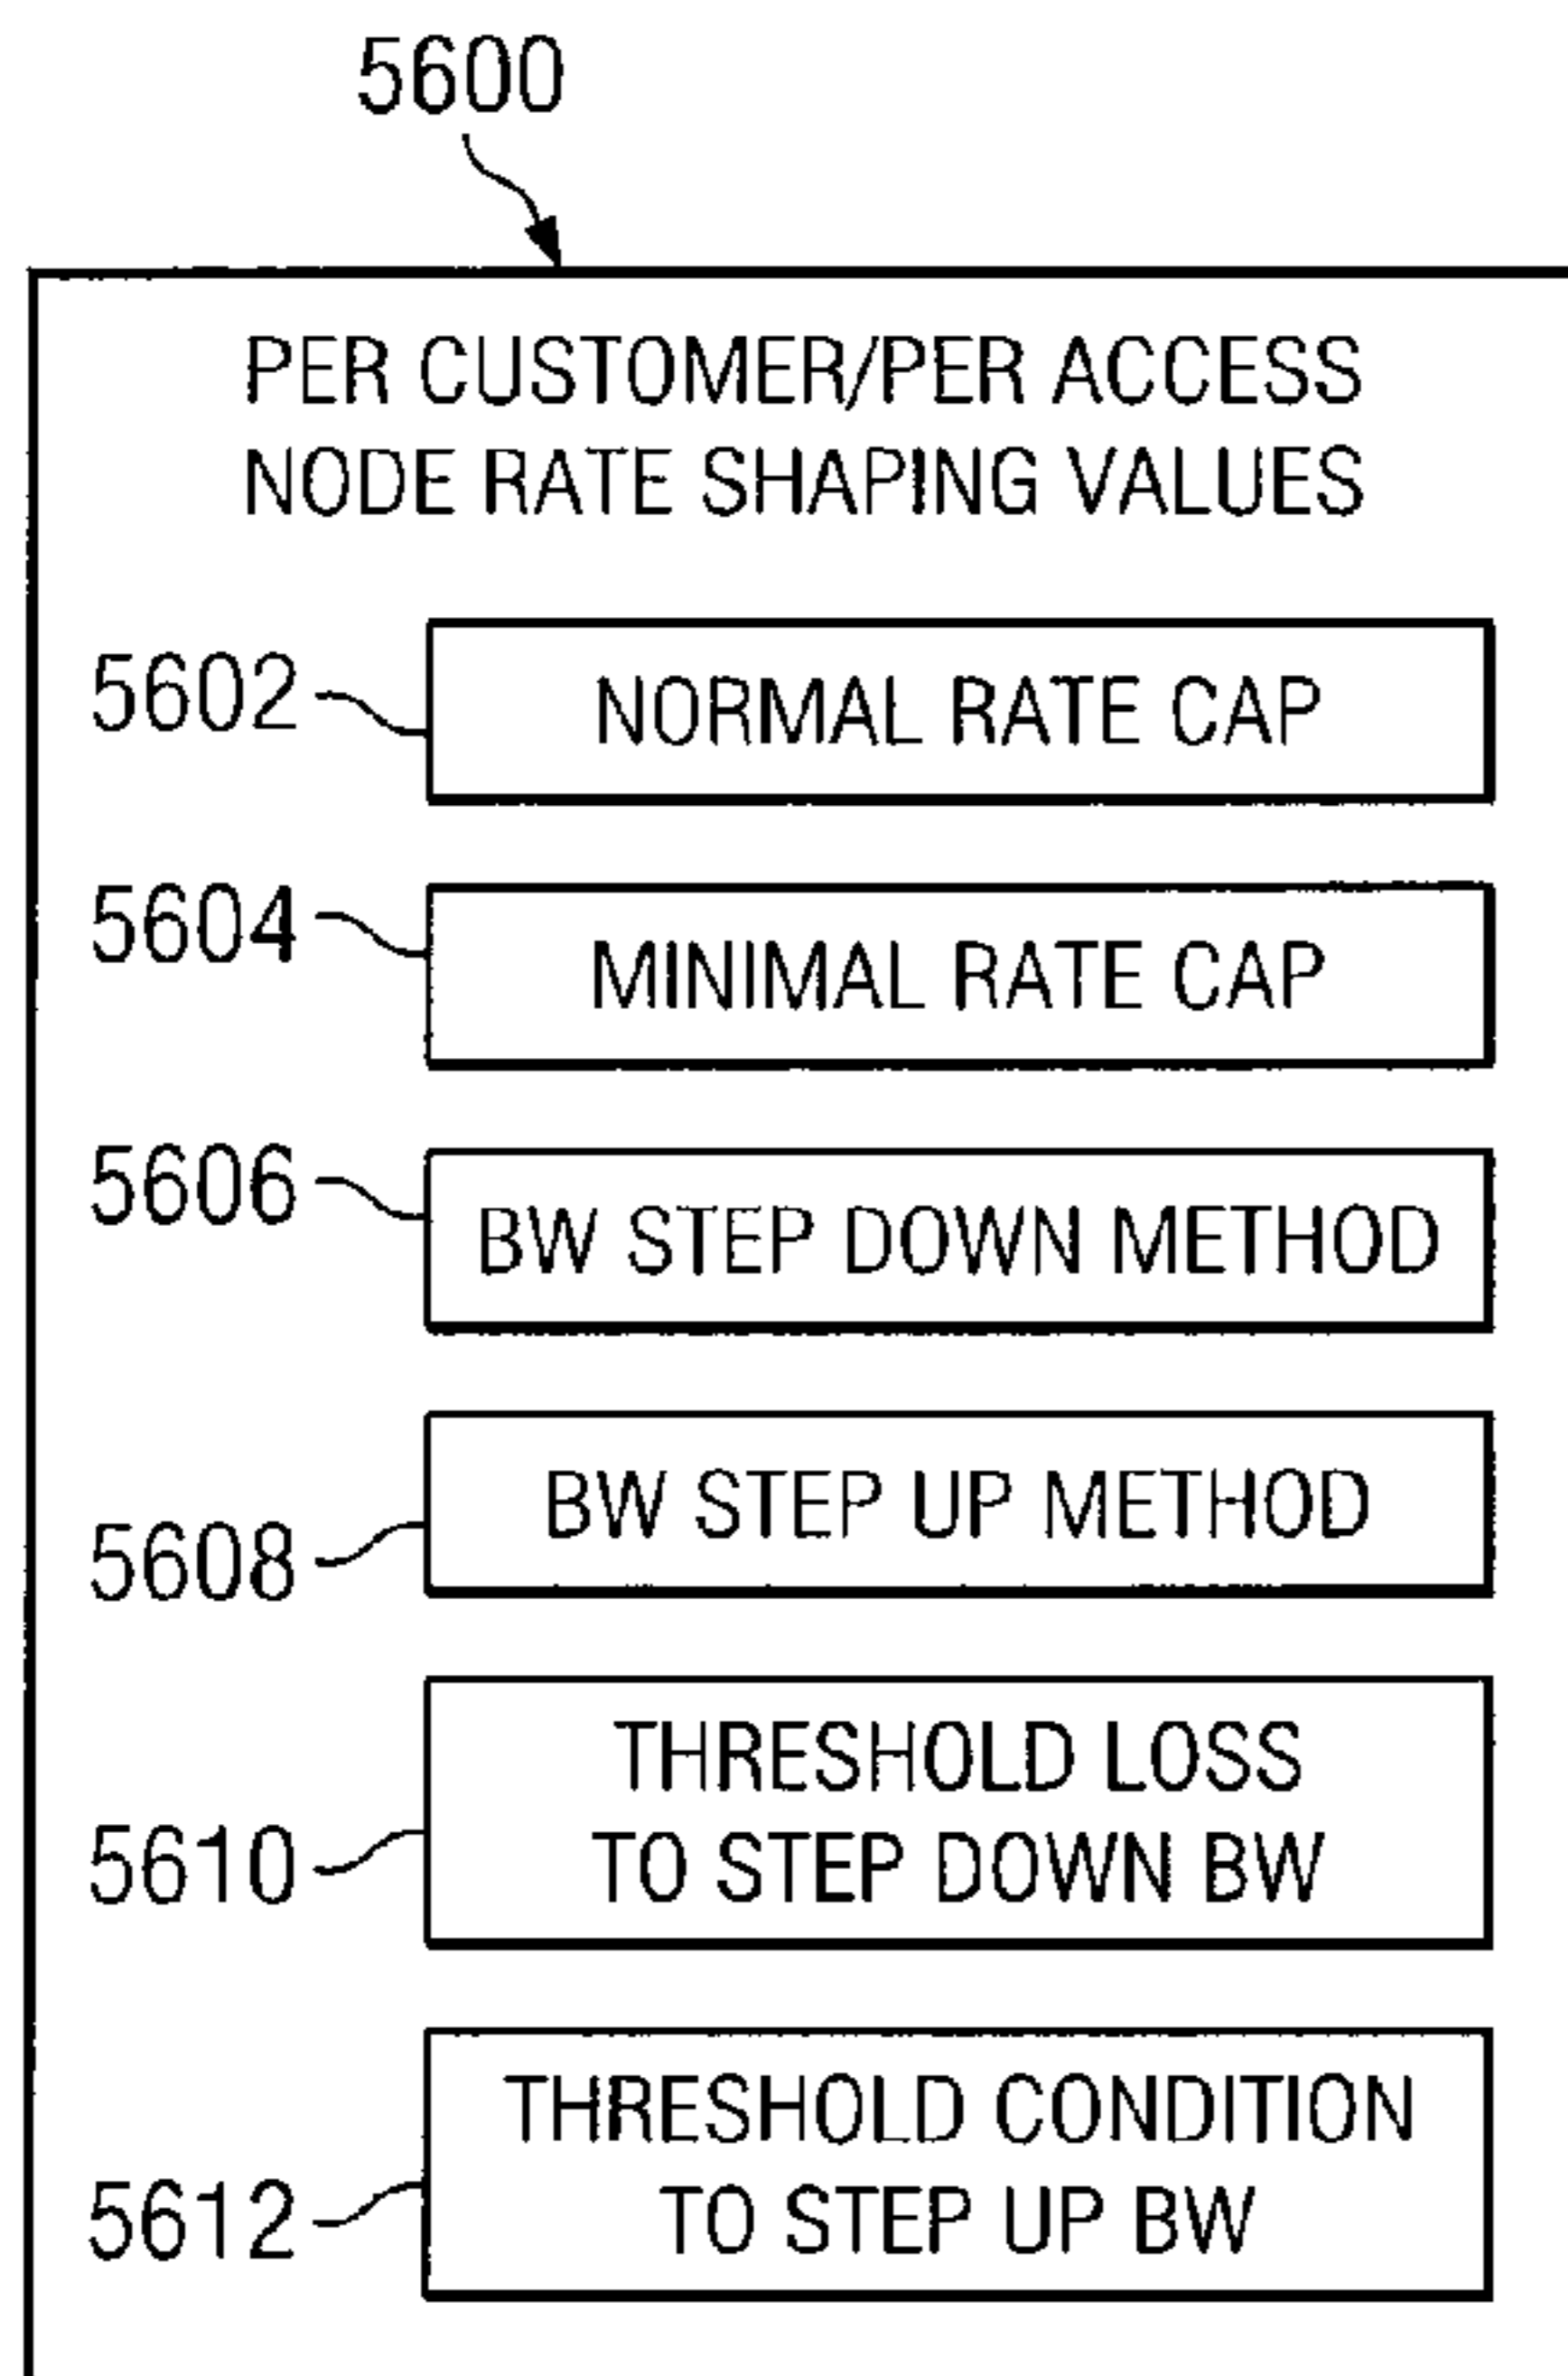 5600
PER CUSTOMER/PER ACCESS
NODE RATE SHAPING VALUES
5602
NORMAL RATE CAP
5604
MINIMAL RATE CAP
5606
BW STEP DOWN METHOD
5608
BW STEP UP METHOD
5610
THRESHOLD LOSS
TO STEP DOWN BW
5612
THRESHOLD CONDITION
TO STEP UP BW